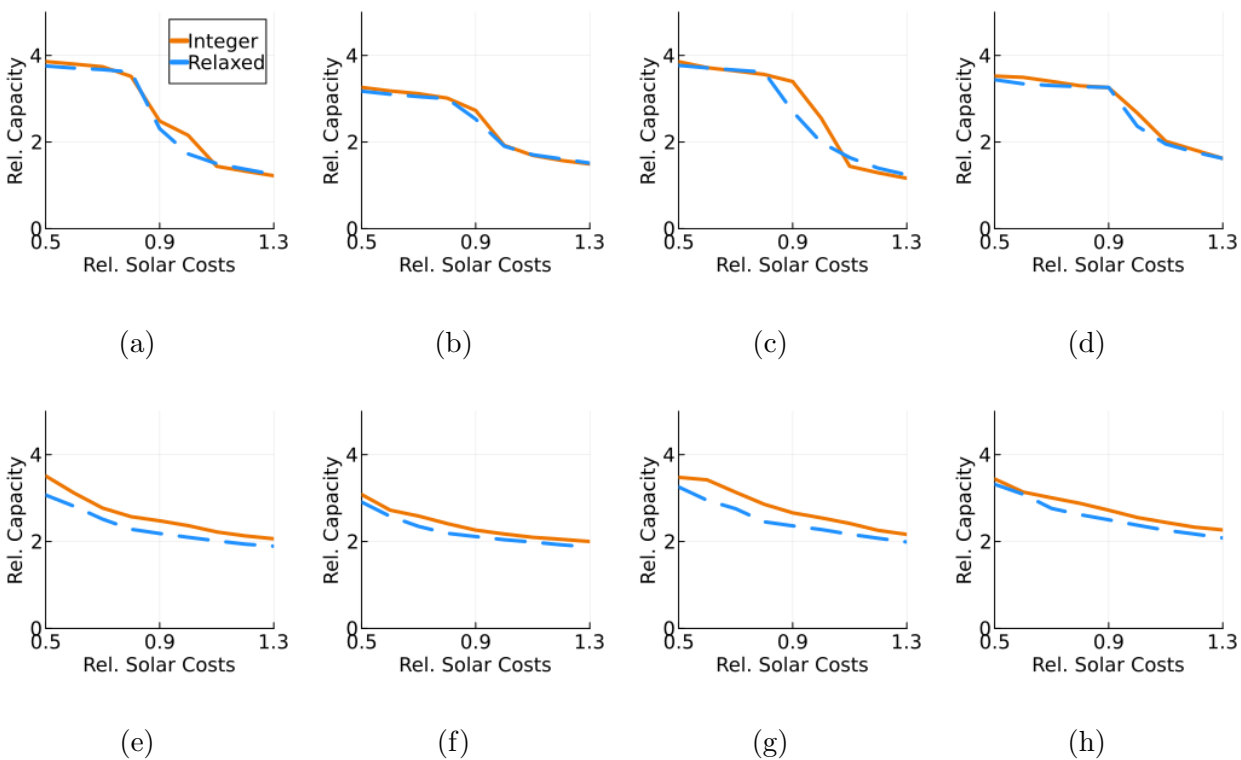 Integer
Relaxed
Rel. Capacity
4
2
0
0.5
0.9
1.3
Rel. Solar Costs
(a)
Rel. Capacity
4
2
0
0.5
0.9
1.3
Rel. Solar Costs
(b)
Rel. Capacity
4
2
0
0.5
0.9
1.3
Rel. Solar Costs
(c)
Rel. Capacity
4
2
0
0.5
0.9
1.3
Rel. Solar Costs
(d)
Rel. Capacity
4
2
0
0.5
0.9
1.3
Rel. Solar Costs
(e)
Rel. Capacity
4
2
0
0.5
0.9
1.3
Rel. Solar Costs
(f)
Rel. Capacity
4
2
0
0.5
0.9
1.3
Rel. Solar Costs
(g)
Rel. Capacity
4
2
0
0.5
0.9
1.3
Rel. Solar Costs
(h)